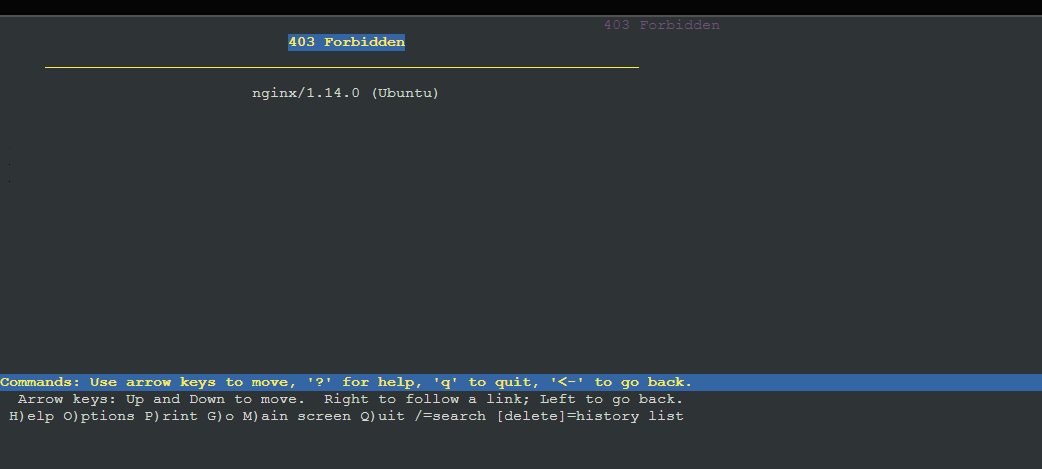 403 Forbidden
403 Forbidden
nginx/1.14.0 (Ubuntu)
Commands: Use arrow keys to move, '?' for help, 'q' to quit, '<-' to go back.
Arrow keys: Up and Down to move.  Right to follow a link; Left to go back.
H)elp O)ptions P)rint G)o M)ain screen Q)uit /=search [delete]=history list